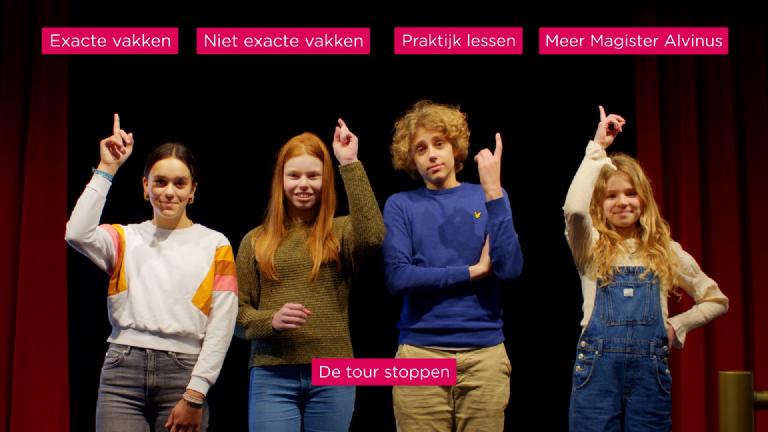 Exacte vakken
Niet exacte vakken
Praktijk lessen
Meer Magister Alvinus
De tour stoppen